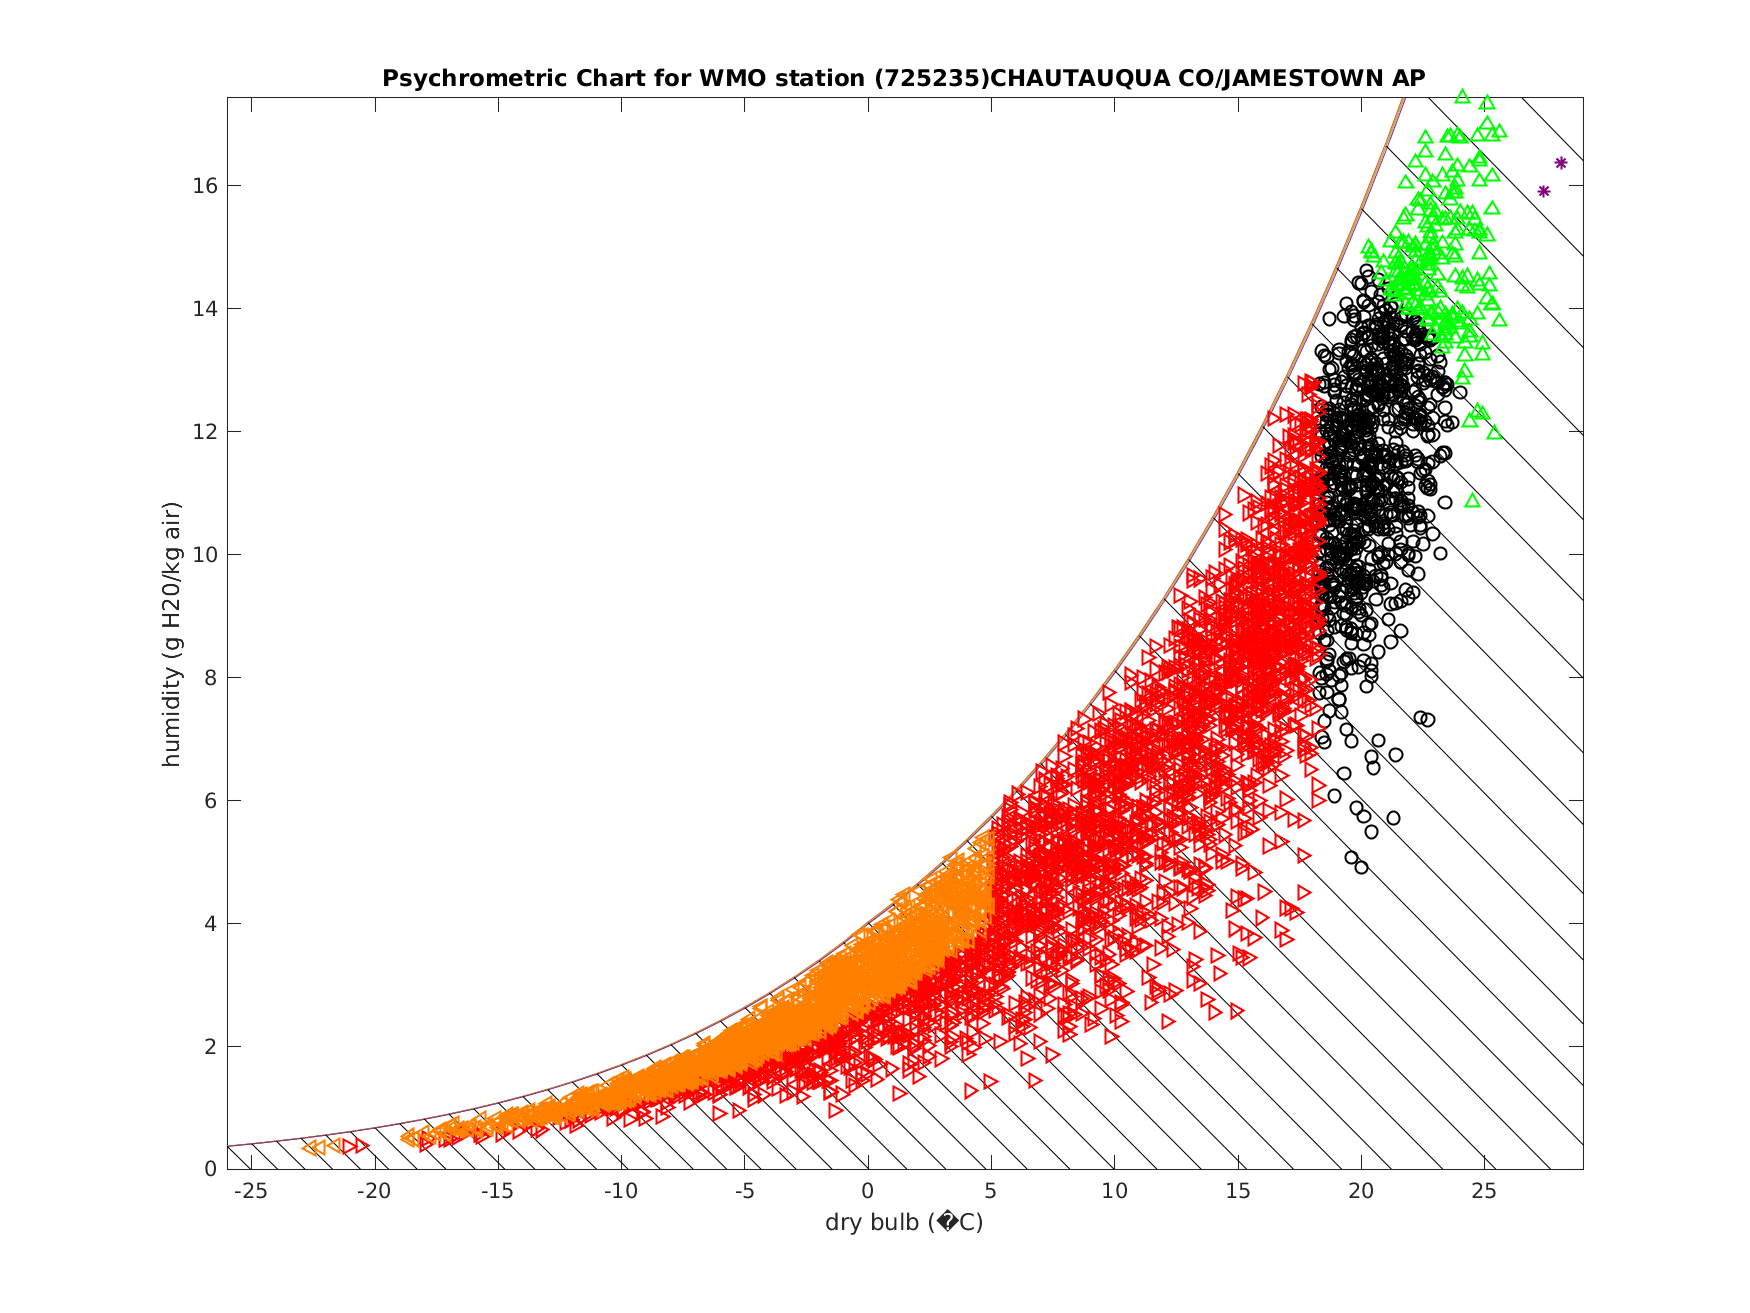 Psychrometric Chart for WMO station (725235)CHAUTAUQUA CO/JAMESTOWN AP
humidity (g H20/kg air)
16
14
12
10
8
6
4
2
0
-25 -20 -15 -10 -5 0 5 10 15 20 25
dry bulb (�C)